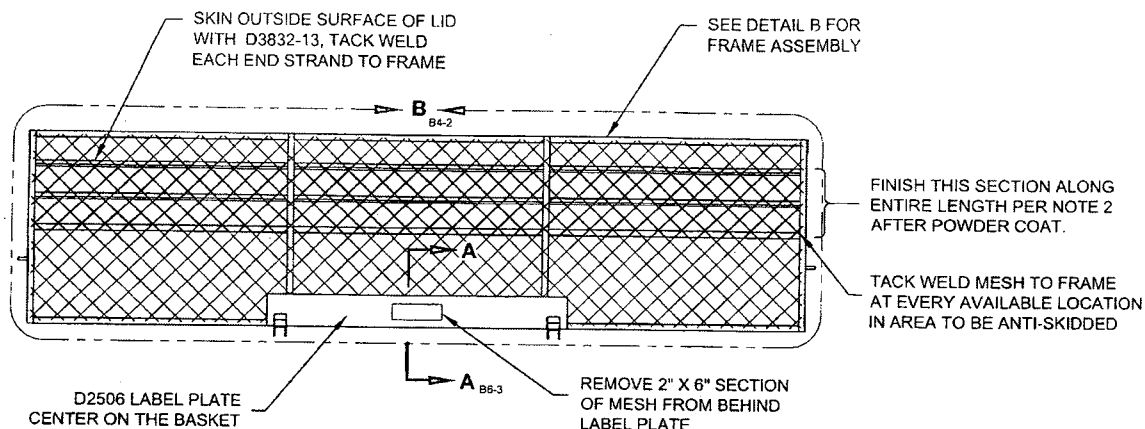 SKIN OUTSIDE SURFACE OF LID
WITH D3832-13, TACK WELD
EACH END STRAND TO FRAME
SEE DETAIL B FOR
FRAME ASSEMBLY
B
B4-2
FINISH THIS SECTION ALONG
ENTIRE LENGTH PER NOTE 2
AFTER POWDER COAT.
A
TACK WELD MESH TO FRAME
AT EVERY AVAILABLE LOCATION
IN AREA TO BE ANTI-SKIDDED
A B6-3
D2506 LABEL PLATE
CENTER ON THE BASKET
REMOVE 2" X 6" SECTION
OF MESH FROM BEHIND
LABEL PLATE